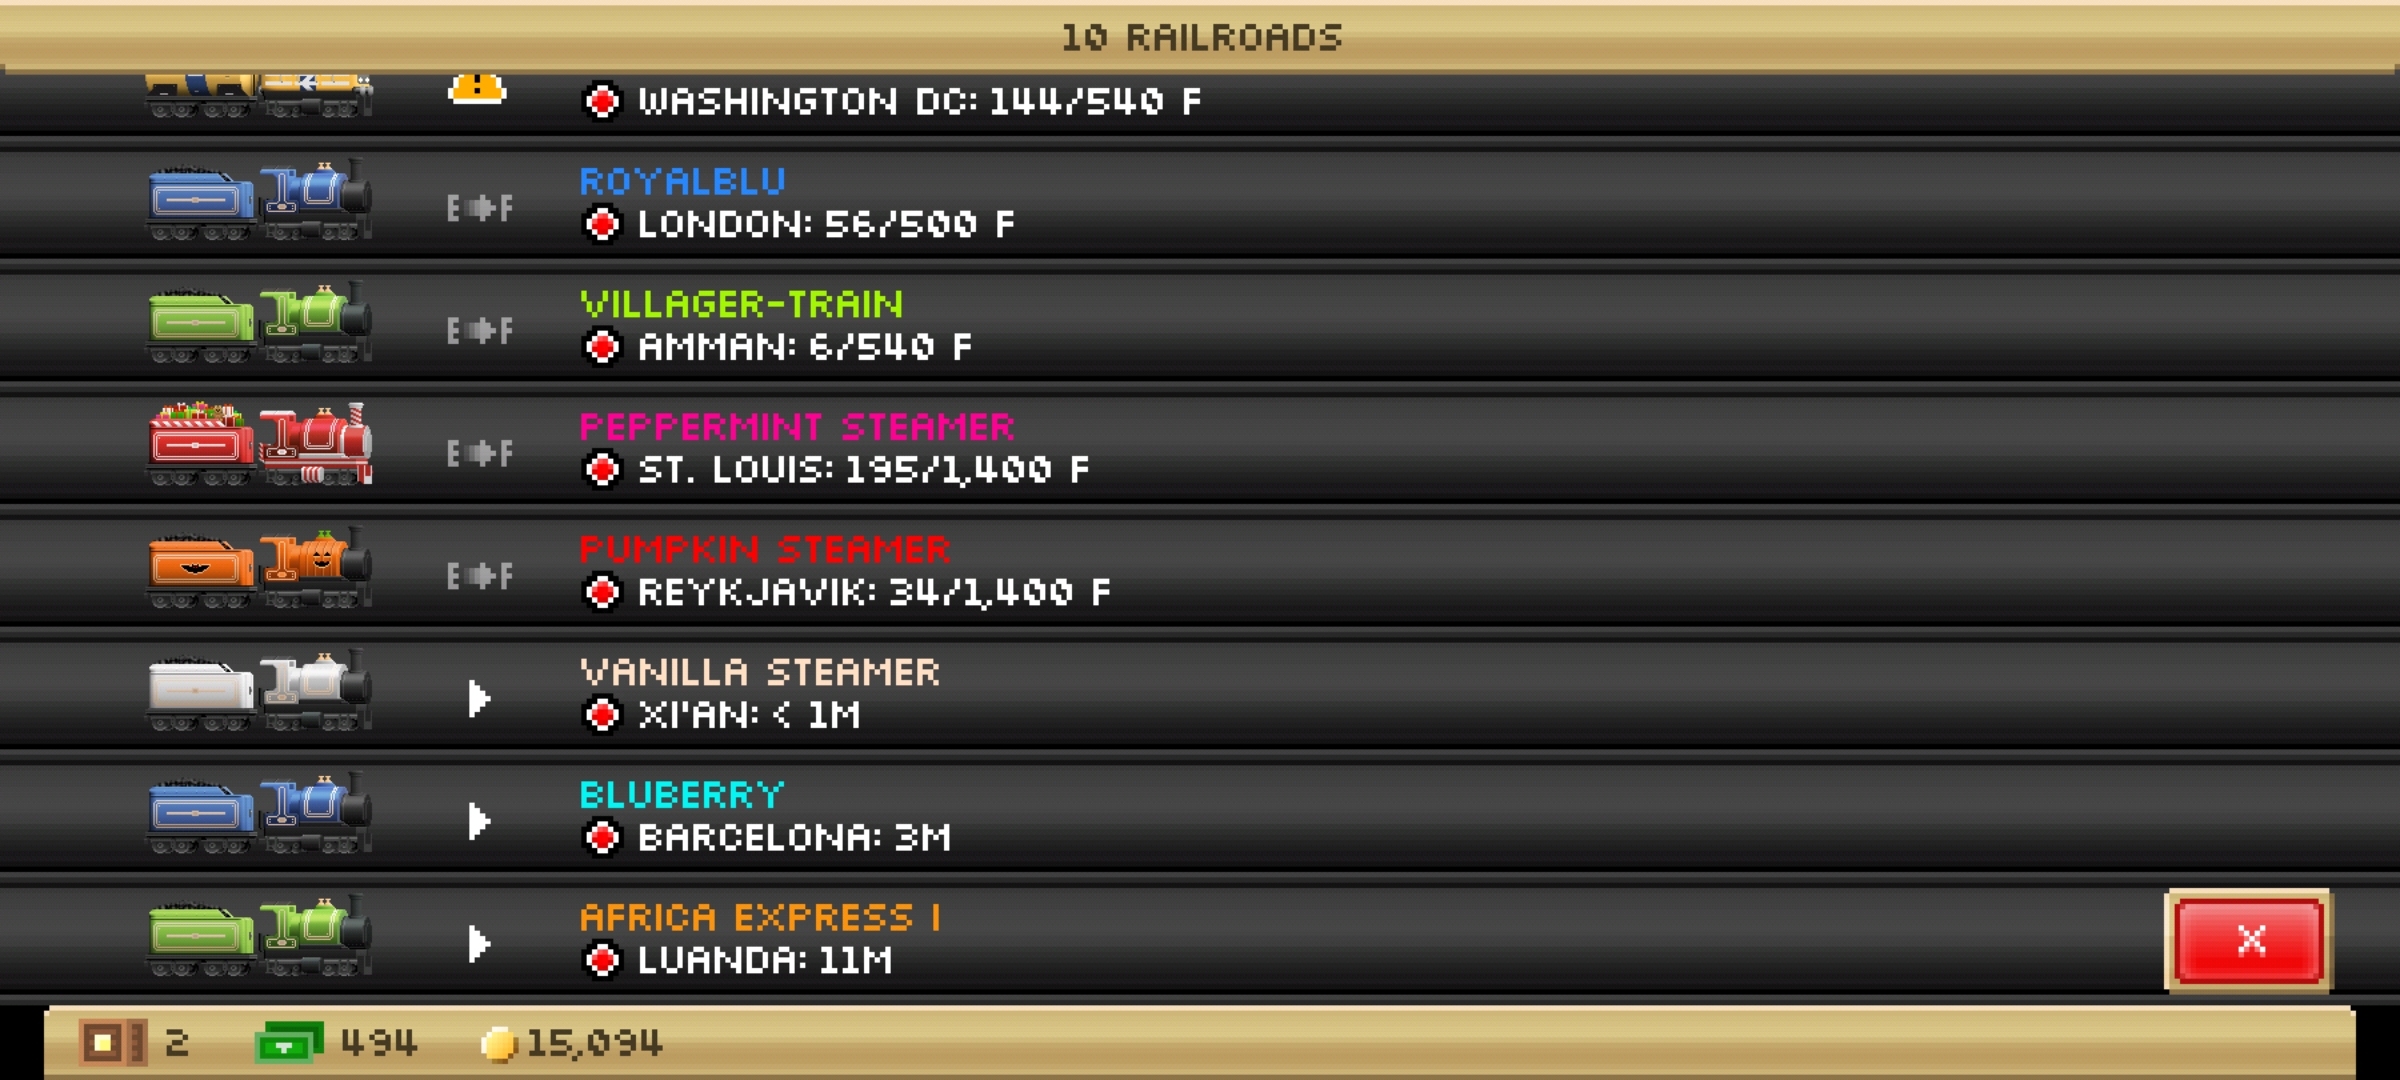 10 RAILROADS
WASHINGTON DC: 144/540 F
ROYALBLU
E F
LONDON: 56/500 F
VILLAGER-TRAIN
E F
AMMAN: 6/540 F
PEPPERMINT STEAMER
E F
ST. LOUIS: 195/1,400 F
PUMPKIN STEAMER
E F
REYKJAVIK: 34/1,400 F
VANILLA STEAMER
XI'AN: < 1M
BLUBERRY
BARCELONA: 3M
AFRICA EXPRESS I
LUANDA: 11M
X
2 494 15,094